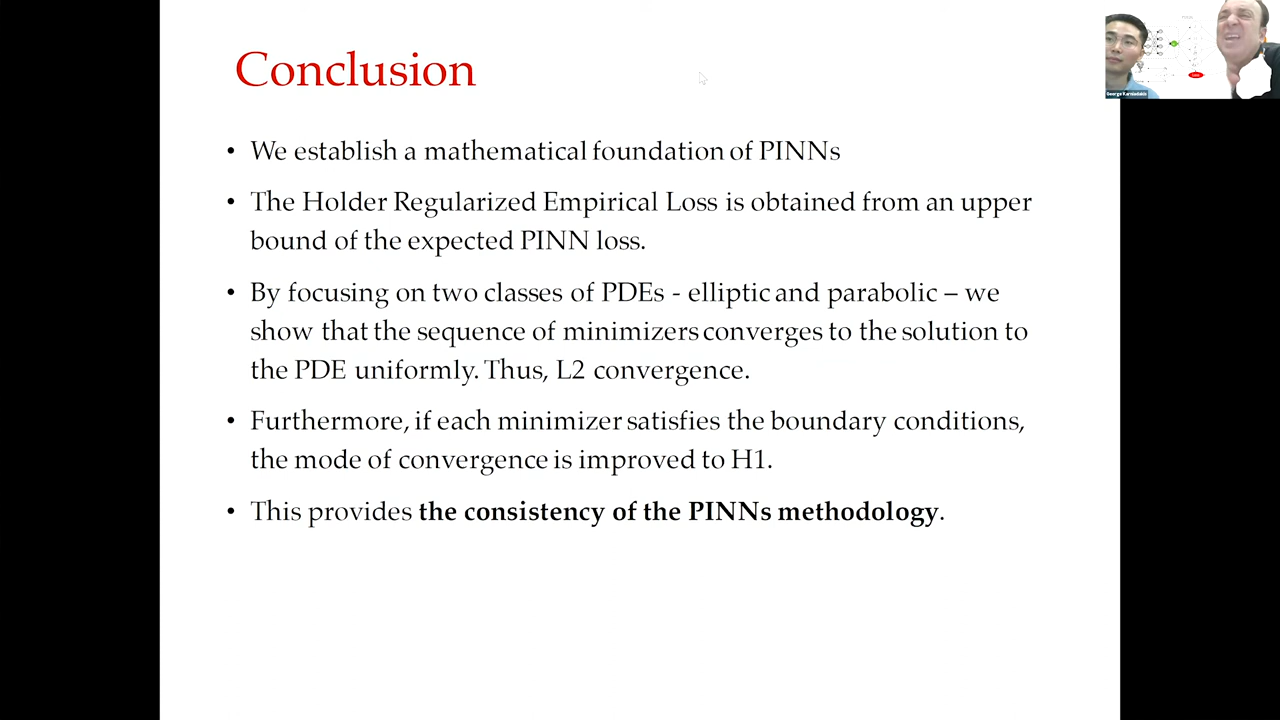 Conclusion
• We establish a mathematical foundation of PINNs
• The Holder Regularized Empirical Loss is obtained from an upper
bound of the expected PINN loss.
• By focusing on two classes of PDEs - elliptic and parabolic – we
show that the sequence of minimizers converges to the solution to
the PDE uniformly. Thus, L2 convergence.
• Furthermore, if each minimizer satisfies the boundary conditions,
the mode of convergence is improved to H1.
• This provides the consistency of the PINNs methodology.
George Karniadakis